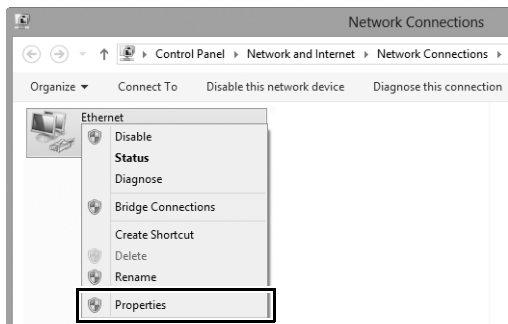 Network Connections
Control Panel Network and Internet Network Connections
Organize Connect To Disable this network device Diagnose this connection
Ethernet
Disable
Status
Diagnose
Bridge Connections
Create Shortcut
Delete
Rename
Properties